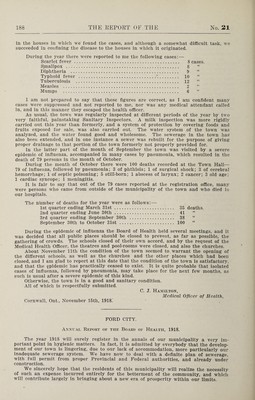 188 THE REPORT OF THE No. 21
in the houses in which we found the cases, and although a somewhat difficult task, we
succeeded in confining the disease to the houses in which it originated.
During the year there were reported to me the following cases:—
Scarlet fever 8 cases.
Smallpox 2 "
Diphtheria 9 "
Typhoid fever 10 "
Tuberculosis 12 "
Measles 3 "
Mumps 8 "
I am not prepared to say that these figures are correct, as I am confident many
cases were suppressed and not reported to me, nor was any medical attendant called
in, and in this manner they escaped the health officer.
As usual, the town was regularly inspected at different periods of the year by two
very faithful, painstaking Sanitary Inspectors. A milk inspection was more rigidly
carried out this year than formerly, and a system of protection by covering foods and
fruits exposed for sale, was also carried out. The water system of the town was
analyzed, and the water found good and wholesome. The sewerage in the town has
also been extended, and in one instance a sewer was rebuilt for the purpose of giving
proper drainage to that portion of the town formerly not properly provided for.
In the latter part of the month of September the town was visited by a severe
epidemic of influenza, accompanied in many cases by pneumonia, which resulted in the
death of 79 persons in the month of October.
During the month of October there were 106 deaths recorded at the Town Hall—
79 of influenza, followed by pneumonia; 2 of phthisis; 1 of surgical shock; 2 of cerebral
hemorrhage; 1 of septic poisoning; 5 still-born; 1 abscess of larynx; 1 cancer; 3 old age;
1 cardiac syncope, 1 meningitis.
It is fair to say that out of the 79 cases reported at the registration office, many
were persons who came from outside of the municipality of the town and who died in
our hospitals.
The number of deaths for the year were as follows:—
1st quarter ending March 31st 35 deaths
2nd quarter ending June 30th 41 "
3rd quarter ending September 30th 39 "
September 30th to October 31st 106 "
During the epidemic of influenza the Board of Health held several meetings, and it
was decided that all public places should be closed to prevent, as far as possible, the
gathering of crowds. The schools closed of their own accord, and by the request of the
Medical Health Officer, the theatres and poolrooms were closed, and also the churches.
About November 11th the condition of the town seemed to warrant the opening of
the different schools, as well as the churches and the other places which had been
closed, and I am glad to report at this date that the condition of the town is satisfactory
and that the epidemic has practically ceased to exist. It is quite probable that isolated
cases of influenza, followed by pneumonia, may take place for the next few months, as
such is usual after a severe epidemic of this kind.
Otherwise, the town is in a good and sanitary condition.
All of which is respectfully submitted.
C. J. HAMILTON,
Medical Officer of Health.
Cornwall, Ont., November 15th, 1918.
FORD CITY.
ANNUAL REPORT OF THE BOARD OF HEALTH, 1918.
The year 1918 will surely register in the annals of our municipality a very im-
portant point in hygienic matters. In fact, it is admitted by everybody that the develop-
ment of our town is lingering, due to our lack of accommodation, more particularly our
inadequate sewerage system. We have now to deal with a definite plan of sewerage,
with full permit from proper Provincial and Federal authorities, and already under
construction.
We sincerely hope that the residents of this municipality will realize the necessity
of such an expense incurred entirely for the betterment of the community, and which
will contribute largely in bringing about a new era of prosperity within our limits.